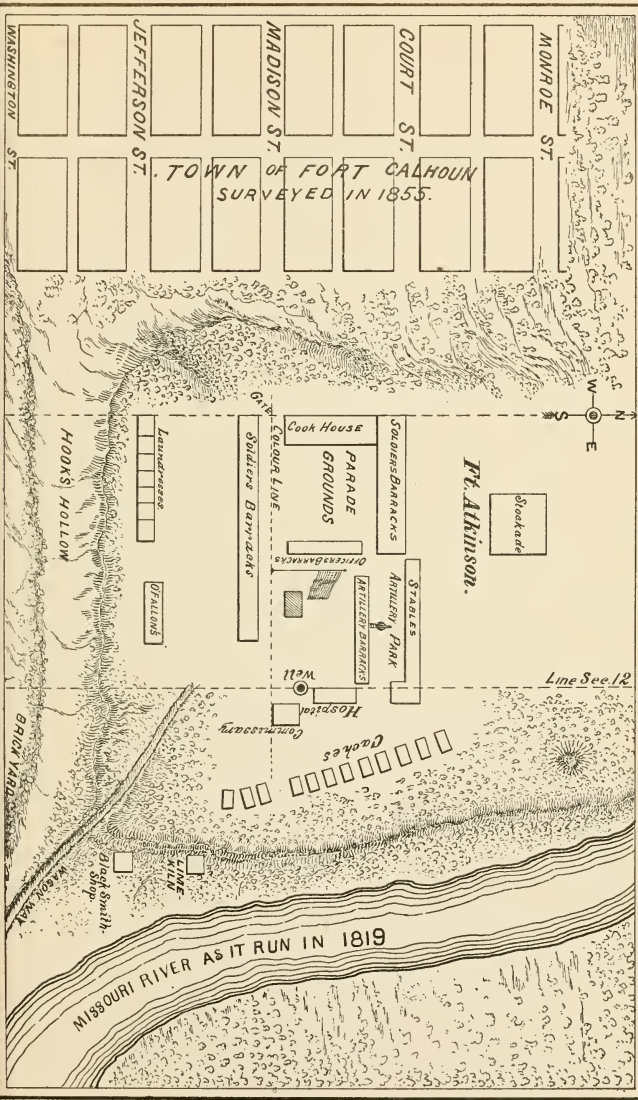 WASHINGTON ST.
JEFFERSON ST.
MADISON ST.
COURT ST.
MONROE ST.
TOWN OF FORT CALHOUN
SURVEYED IN 1855.
N
W
S
E
GATE
COLOUR LINE
Cook House
PARADE
GROUNDS
SOLDIERS BARRACKS
Soldiers Barracks
Laundresses
HOOKS HOLLOW
Ft. Atkinson.
Stockade
OFFICERS BARRACKS
O'FALLON'S
ARTILLERY BARRACKS
STABLES
ARTILLERY PARK
Line Sec. 12
Well
Hospital
Commissary
Caches
BRICK YARD
WAGON WAY
Black Smith
Shop
LIME
KILN
MISSOURI RIVER AS IT RUN IN 1819